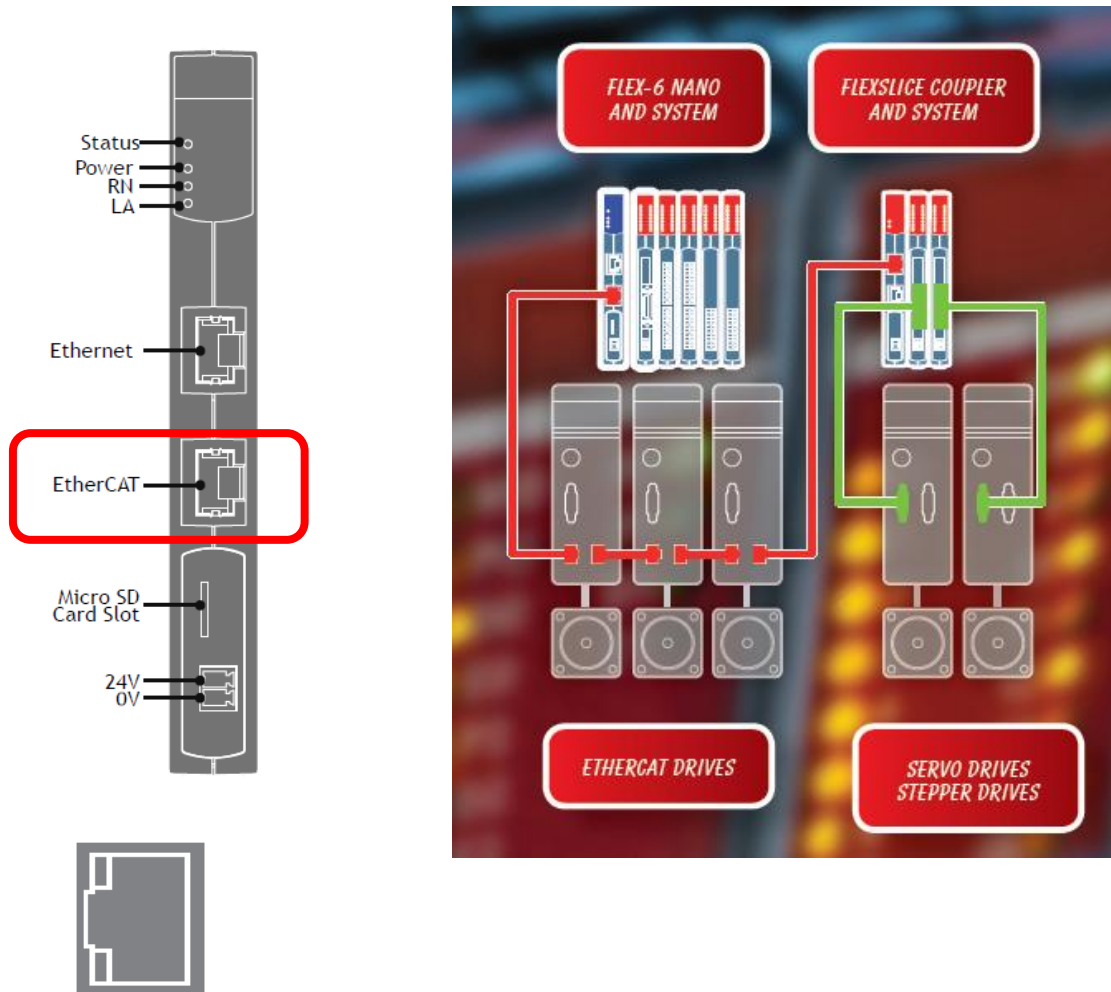 Status
Power
RN
LA
Ethernet
EtherCAT
Micro SD
Card Slot
24V
0V
FLEX-6 NANO
AND SYSTEM
FLEXSLICE COUPLER
AND SYSTEM
ETHERCAT DRIVES
SERVO DRIVES
STEPPER DRIVES